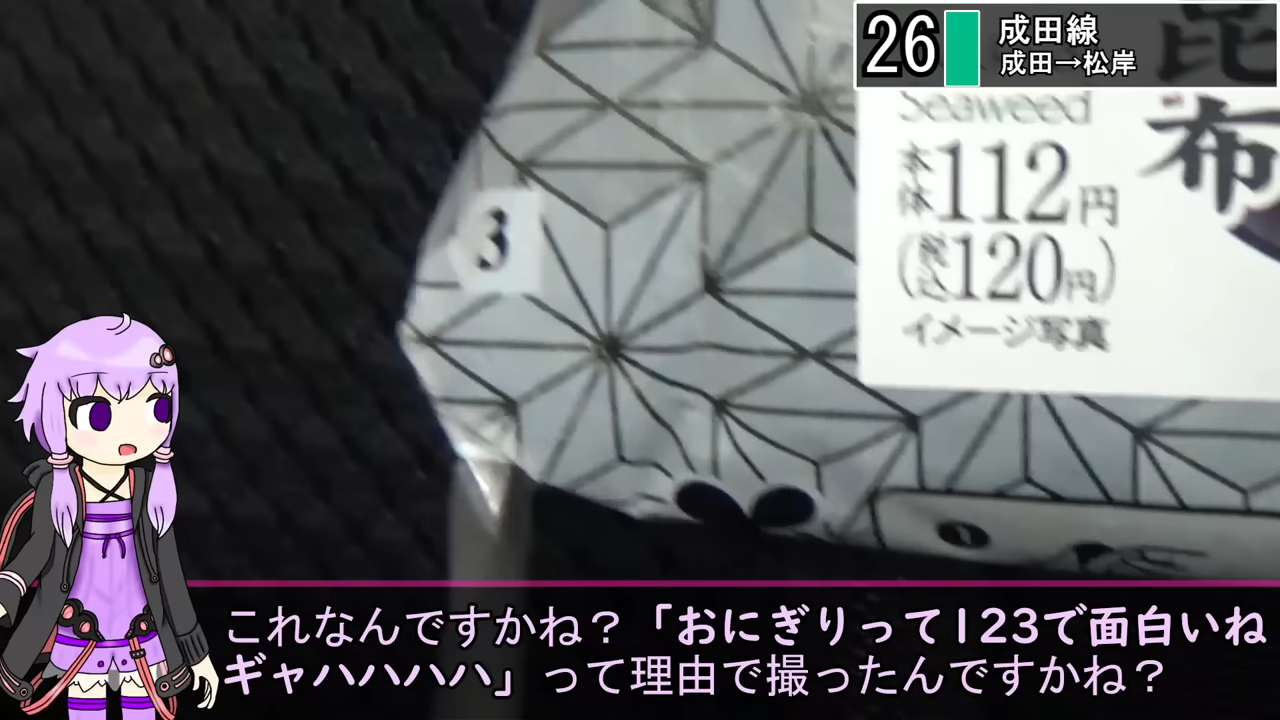 26
成田線
成田→松岸
昆布
Seaweed
本体112円
(税込120円)
イメージ写真
3
1
これなんですかね？「おにぎりって123で面白いね
ギャハハハハ」って理由で撮ったんですかね？